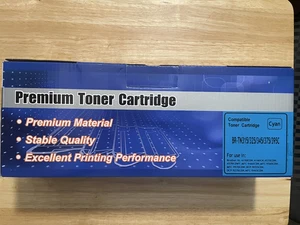 Premium Toner Cartridge
• Premium Material
• Stable Quality
• Excellent Printing Performance
Compatible
Toner Cartridge
Cyan
For use in: